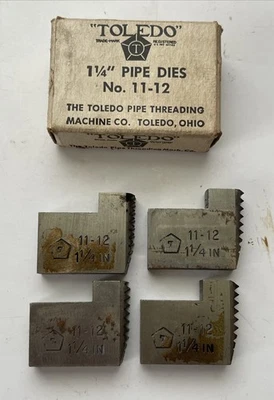 "TOLEDO"
TRADE-MARK
REGISTERED
T
1¼" PIPE DIES
No. 11-12
THE TOLEDO PIPE THREADING
MACHINE CO. TOLEDO, OHIO
"TOLEDO"
11-12
1¼ IN
11-12
1¼ IN
11-12
1¼ IN
11-12
1¼ IN